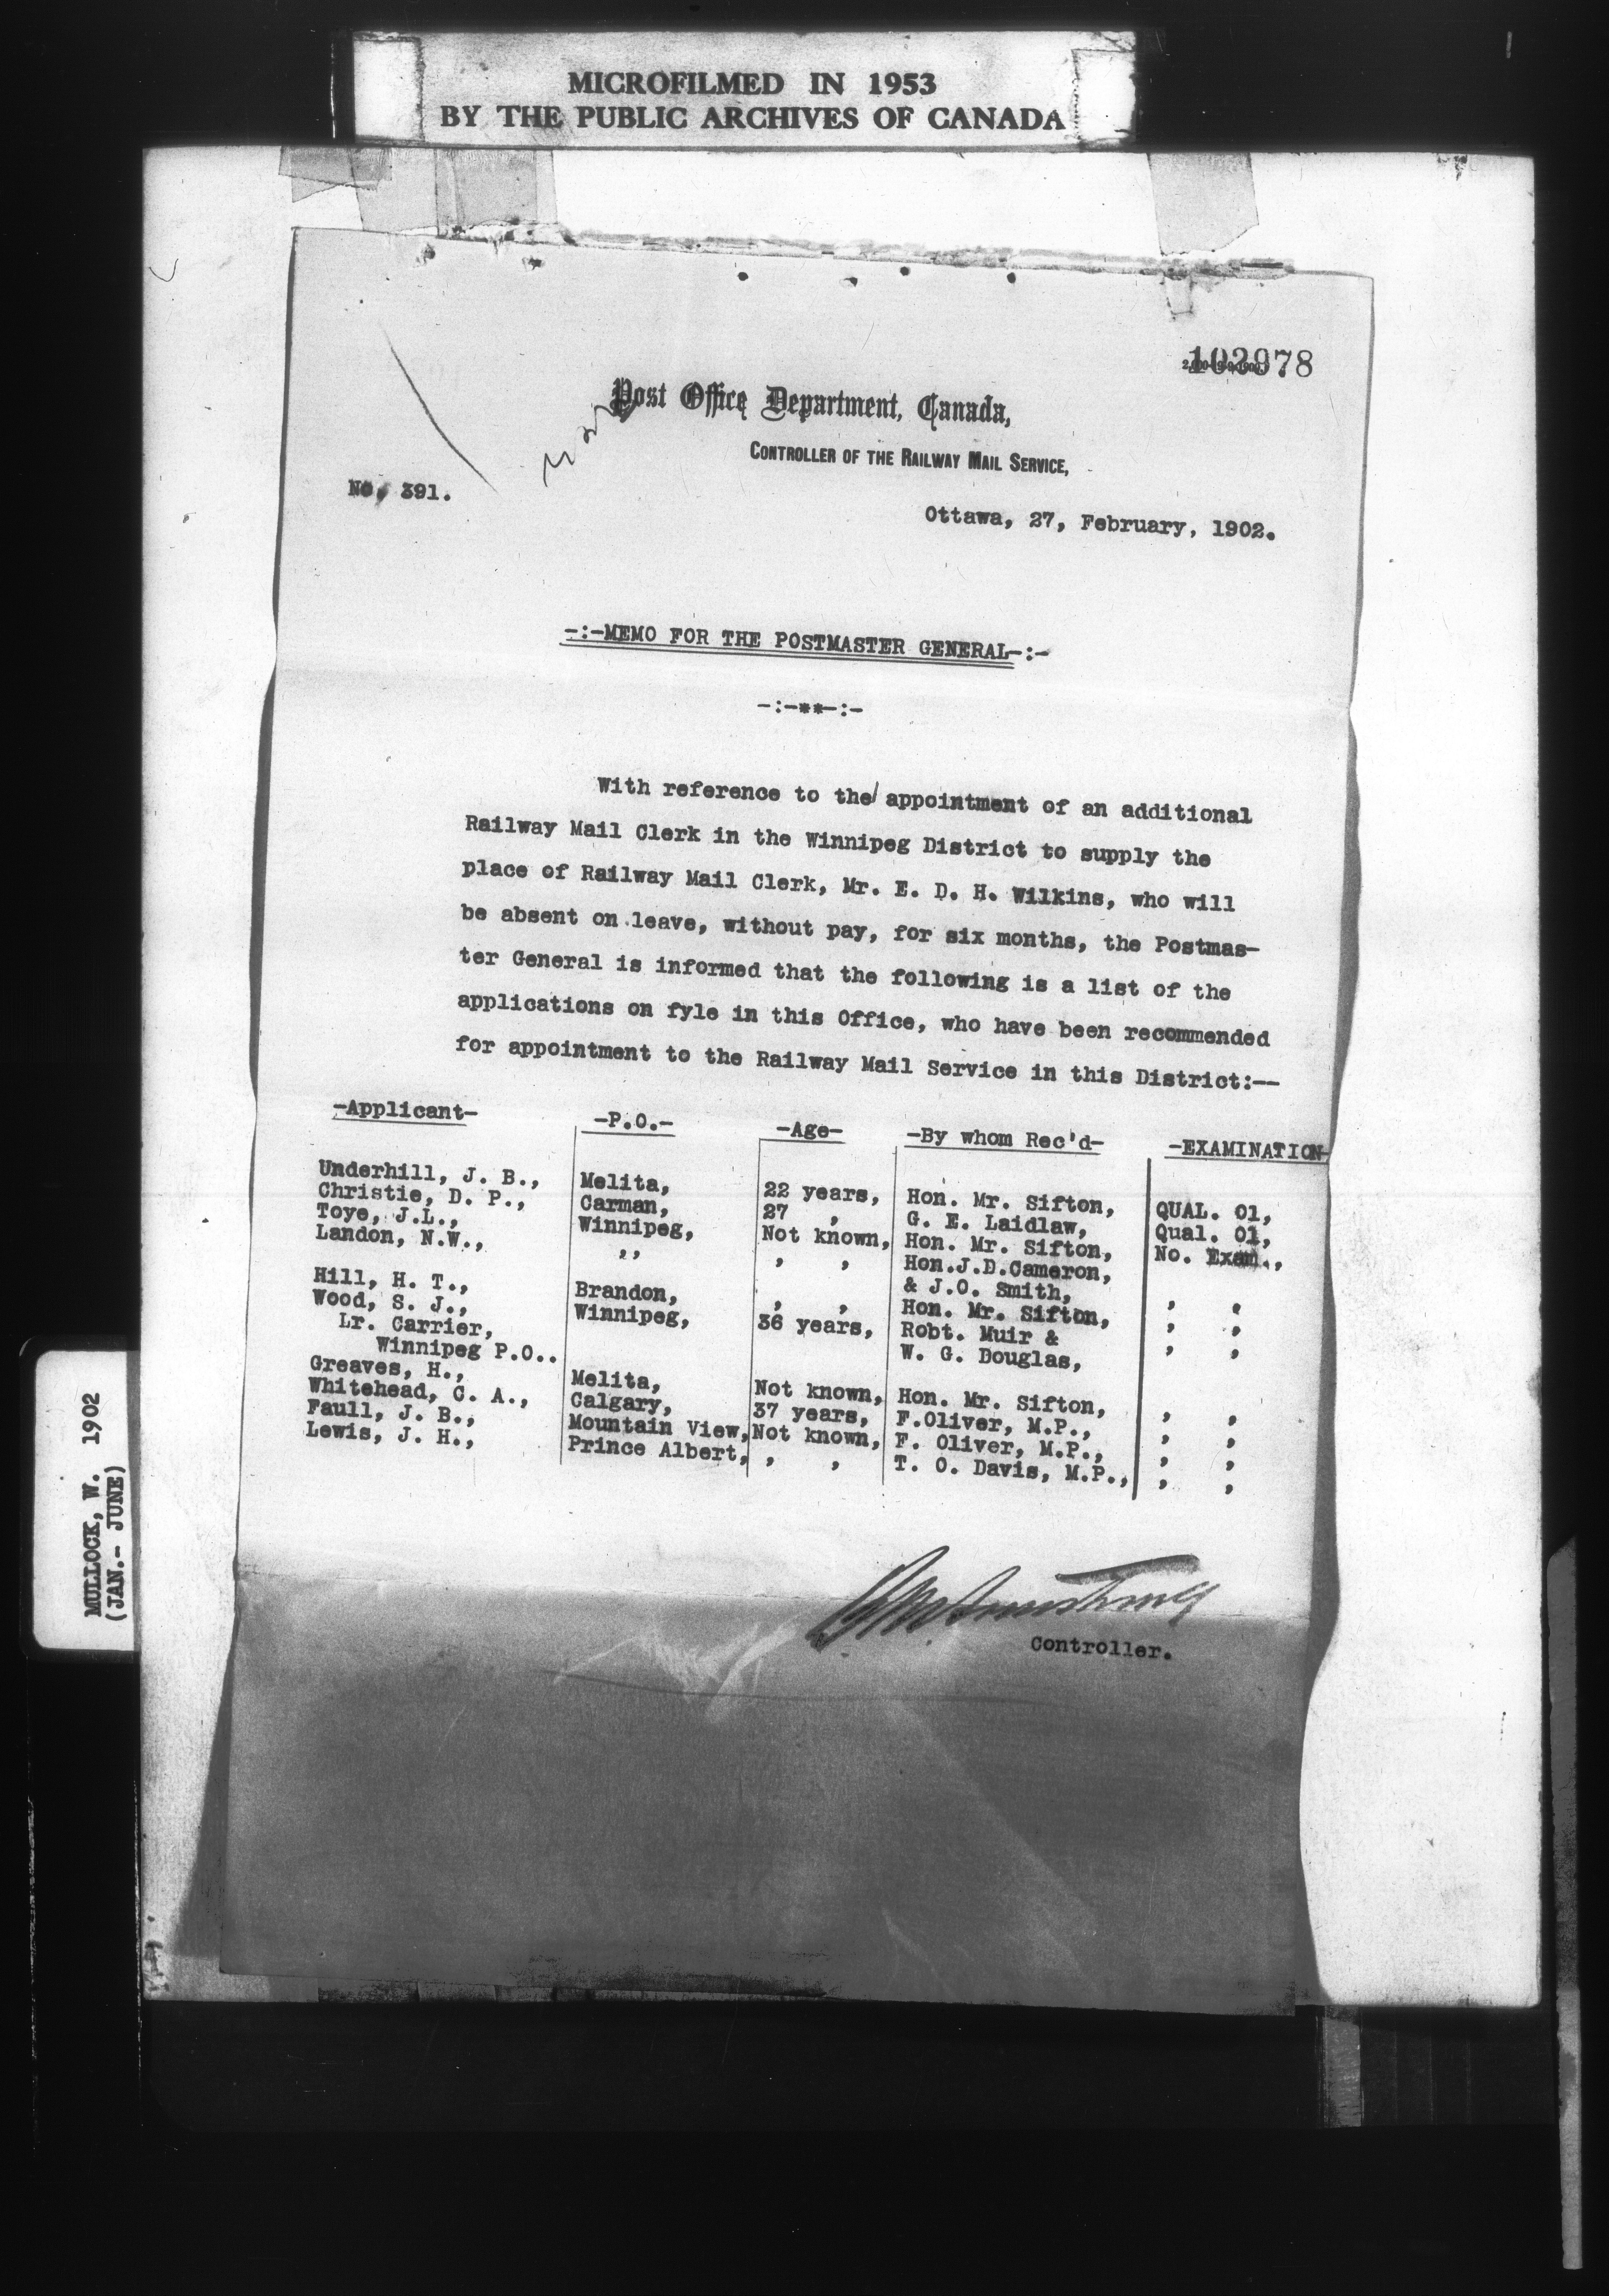 MICROFILMED IN 1953
BY THE PUBLIC ARCHIVES OF CANADA
103978
Post Office Department, Canada,
CONTROLLER OF THE RAILWAY MAIL SERVICE,
No. 391.
Ottawa, 27, February, 1902.
-:-MEMO FOR THE POSTMASTER GENERAL-:-
-:-**-:-
With reference to the appointment of an additional
Railway Mail Clerk in the Winnipeg District to supply the
place of Railway Mail Clerk, Mr. E. D. H. Wilkins, who will
be absent on leave, without pay, for six months, the Postmas-
ter General is informed that the following is a list of the
applications on fyle in this Office, who have been recommended
for appointment to the Railway Mail Service in this District:--
-Applicant- -P.O.- -Age- -By whom Rec'd- -EXAMINATION-
Underhill, J. B., Melita, 22 years, Hon. Mr. Sifton, QUAL. 01,
Christie, D. P., Carman, 27 , G. E. Laidlaw, Qual. 01,
Toye, J.L., Winnipeg, Not known, Hon. Mr. Sifton, No. Exam.,
Landon, N.W., ,, , , Hon.J.D.Cameron,
& J.O. Smith, , ,
Hill, H. T., Brandon, , , Hon. Mr. Sifton, , ,
Wood, S. J., Winnipeg, 36 years, Robt. Muir &
Lr. Carrier, W. G. Douglas, , ,
Winnipeg P.O..
Greaves, H., Melita, Not known, Hon. Mr. Sifton, , ,
Whitehead, C. A., Calgary, 37 years, F.Oliver, M.P., , ,
Faull, J. B., Mountain View, Not known, F. Oliver, M.P., , ,
Lewis, J. H., Prince Albert, , , T. O. Davis, M.P., , ,
Controller.
MULLOCK, W. 1902
(JAN.- JUNE)